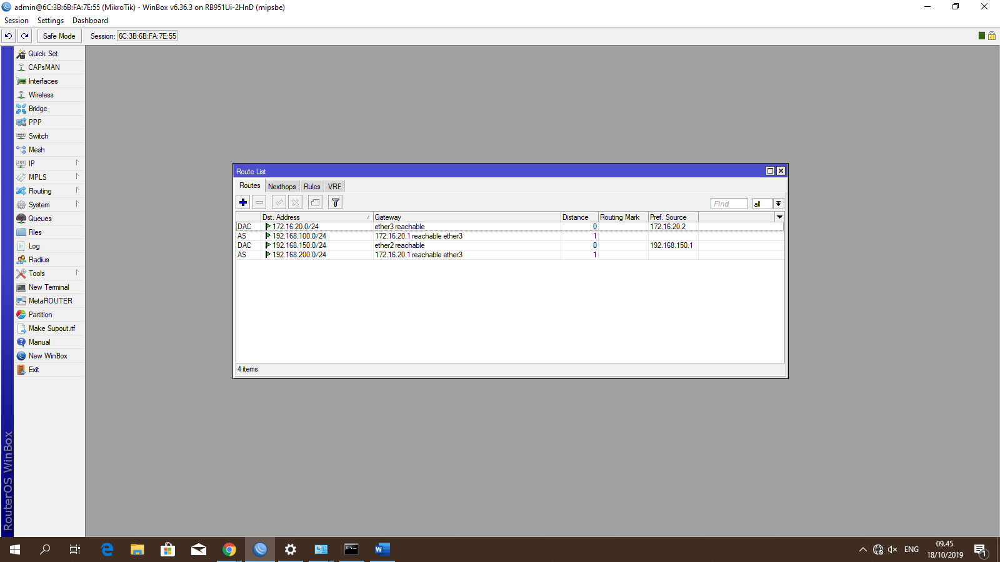 admin@6C:3B:6B:FA:7E:55 (MikroTik) - WinBox v6.36.3 on RB951Ui-2HnD (mipsbe)
Session Settings Dashboard
Safe Mode Session: 6C:3B:6B:FA:7E:55
Quick Set
CAPsMAN
Interfaces
Wireless
Bridge
PPP
Switch
Mesh
IP
MPLS
Routing
System
Queues
Files
Log
Radius
Tools
New Terminal
MetaROUTER
Partition
Make Supout.rif
Manual
New WinBox
Exit
RouterOS WinBox
Route List
Routes Nexthops Rules VRF
Find all
Dst. Address / Gateway Distance Routing Mark Pref. Source
DAC 172.16.20.0/24 ether3 reachable 0 172.16.20.2
AS 192.168.100.0/24 172.16.20.1 reachable ether3 1
DAC 192.168.150.0/24 ether2 reachable 0 192.168.150.1
AS 192.168.200.0/24 172.16.20.1 reachable ether3 1
4 items
ENG
09.45
18/10/2019
1